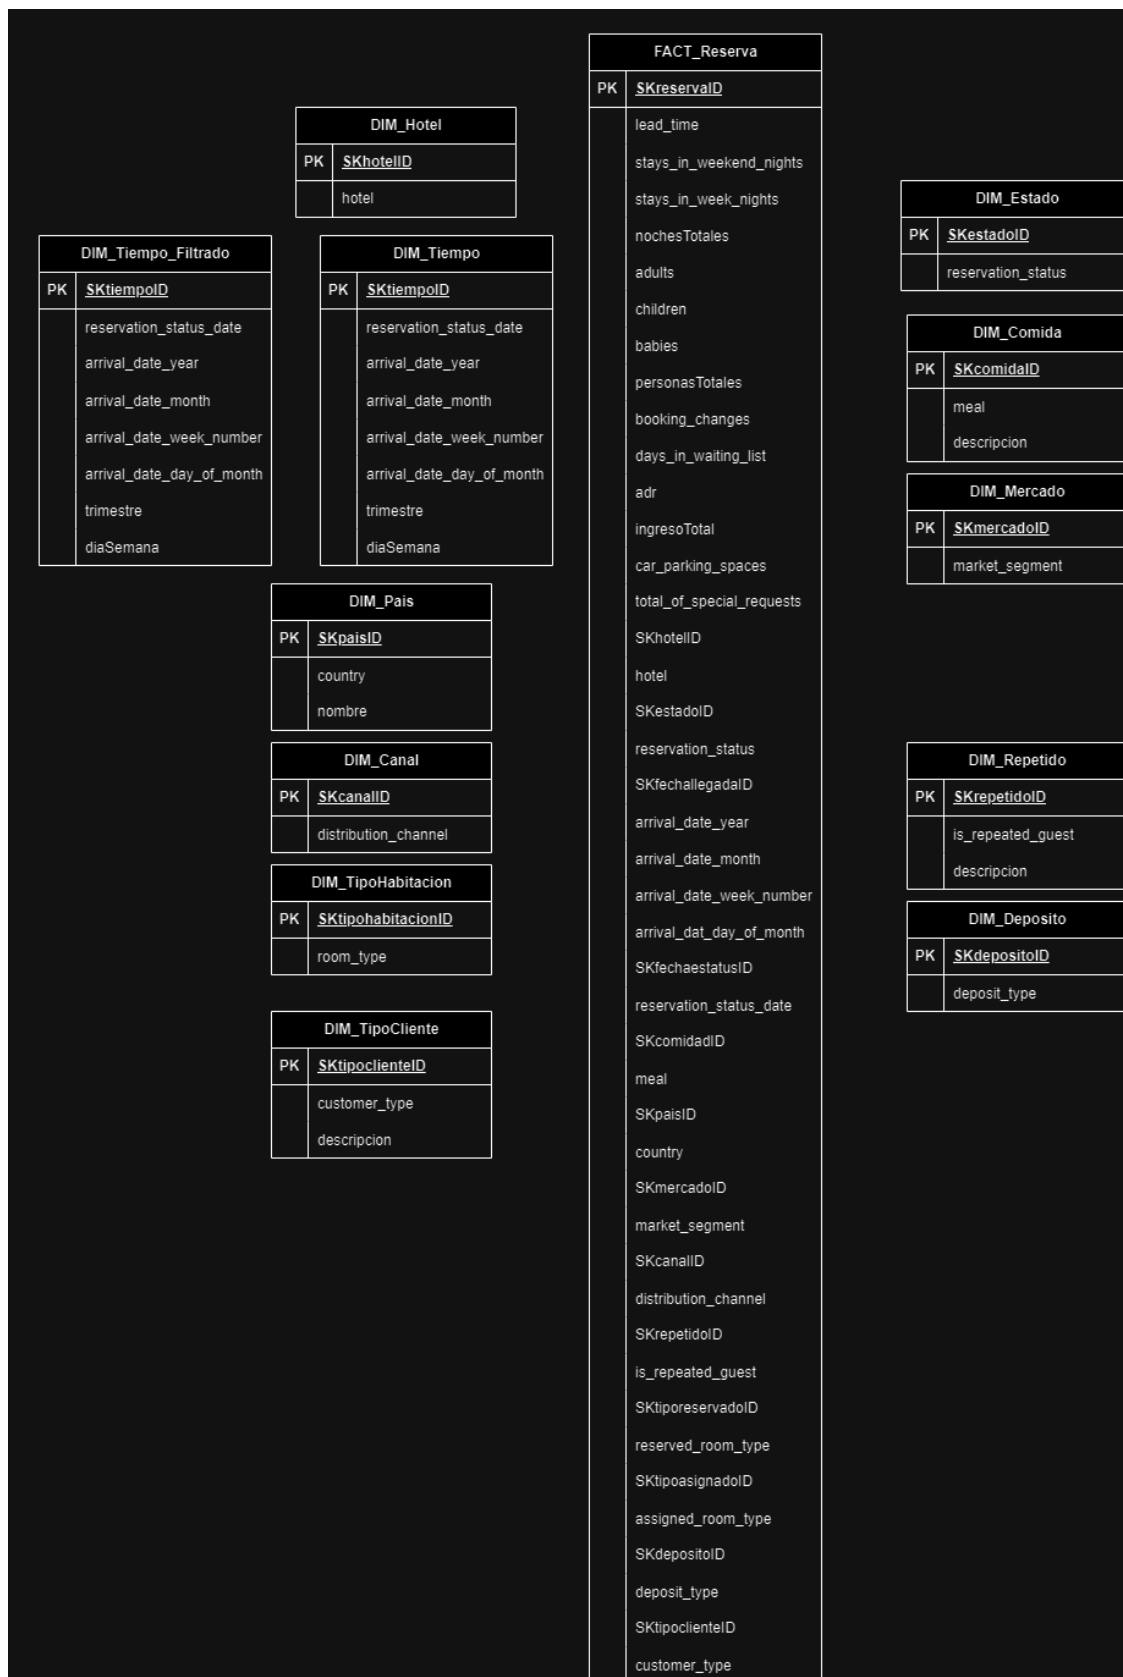 FACT_Reserva
PK SKreservaID
lead_time
stays_in_weekend_nights
stays_in_week_nights
nochesTotales
adults
children
babies
personasTotales
booking_changes
days_in_waiting_list
adr
ingresoTotal
car_parking_spaces
total_of_special_requests
SKhotelID
hotel
SKestadoID
reservation_status
SKfechallegadaID
arrival_date_year
arrival_date_month
arrival_date_week_number
arrival_dat_day_of_month
SKfechaestatusID
reservation_status_date
SKcomidadID
meal
SKpaisID
country
SKmercadoID
market_segment
SKcanalID
distribution_channel
SKrepetidoID
is_repeated_guest
SKtiporeservadoID
reserved_room_type
SKtipoasignadoID
assigned_room_type
SKdepositoID
deposit_type
SKtipoclienteID
customer_type
DIM_Hotel
PK SKhotelID
hotel
DIM_Tiempo_Filtrado
PK SKtiempoID
reservation_status_date
arrival_date_year
arrival_date_month
arrival_date_week_number
arrival_date_day_of_month
trimestre
diaSemana
DIM_Tiempo
PK SKtiempoID
reservation_status_date
arrival_date_year
arrival_date_month
arrival_date_week_number
arrival_date_day_of_month
trimestre
diaSemana
DIM_Pais
PK SKpaisID
country
nombre
DIM_Canal
PK SKcanalID
distribution_channel
DIM_TipoHabitacion
PK SKtipohabitacionID
room_type
DIM_TipoCliente
PK SKtipoclienteID
customer_type
descripcion
DIM_Estado
PK SKestadoID
reservation_status
DIM_Comida
PK SKcomidaID
meal
descripcion
DIM_Mercado
PK SKmercadoID
market_segment
DIM_Repetido
PK SKrepetidoID
is_repeated_guest
descripcion
DIM_Deposito
PK SKdepositoID
deposit_type